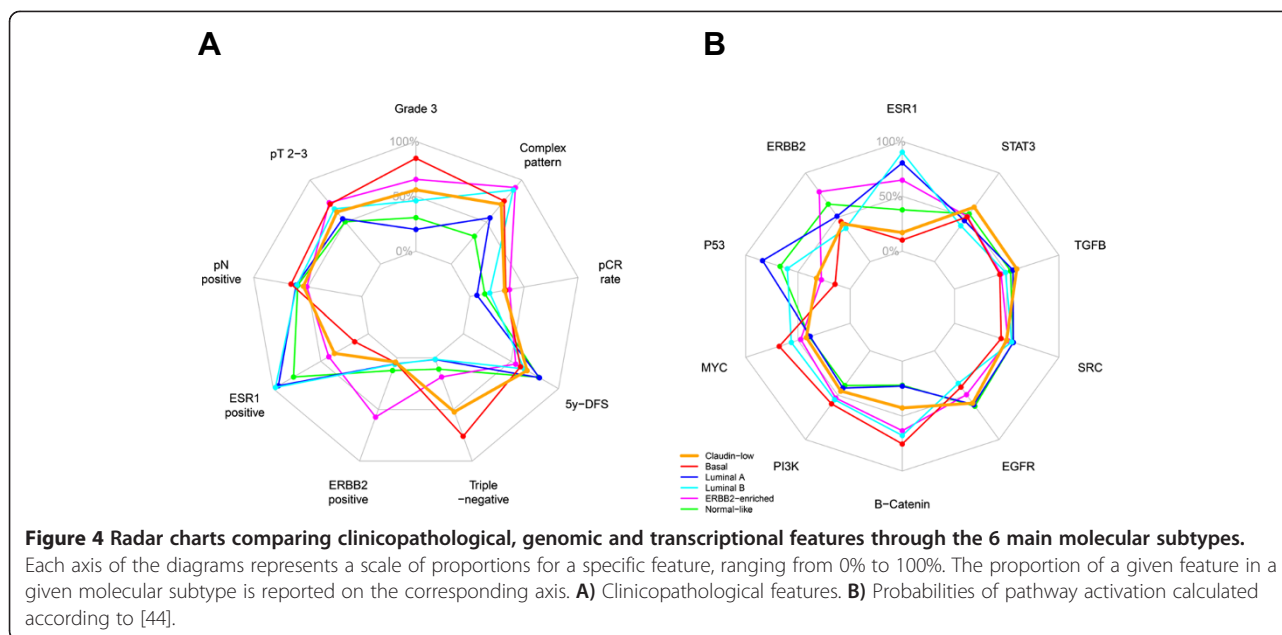 A
B
Grade 3
Complex
pattern
pCR
rate
5y−DFS
Triple
−negative
ERBB2
positive
ESR1
positive
pN
positive
pT 2−3
100%
50%
0%
ESR1
STAT3
TGFB
SRC
EGFR
B−Catenin
PI3K
MYC
P53
ERBB2
100%
50%
0%
Claudin−low
Basal
Luminal A
Luminal B
ERBB2−enriched
Normal−like
Figure 4 Radar charts comparing clinicopathological, genomic and transcriptional features through the 6 main molecular subtypes.
Each axis of the diagrams represents a scale of proportions for a specific feature, ranging from 0% to 100%. The proportion of a given feature in a
given molecular subtype is reported on the corresponding axis. A) Clinicopathological features. B) Probabilities of pathway activation calculated
according to [44].